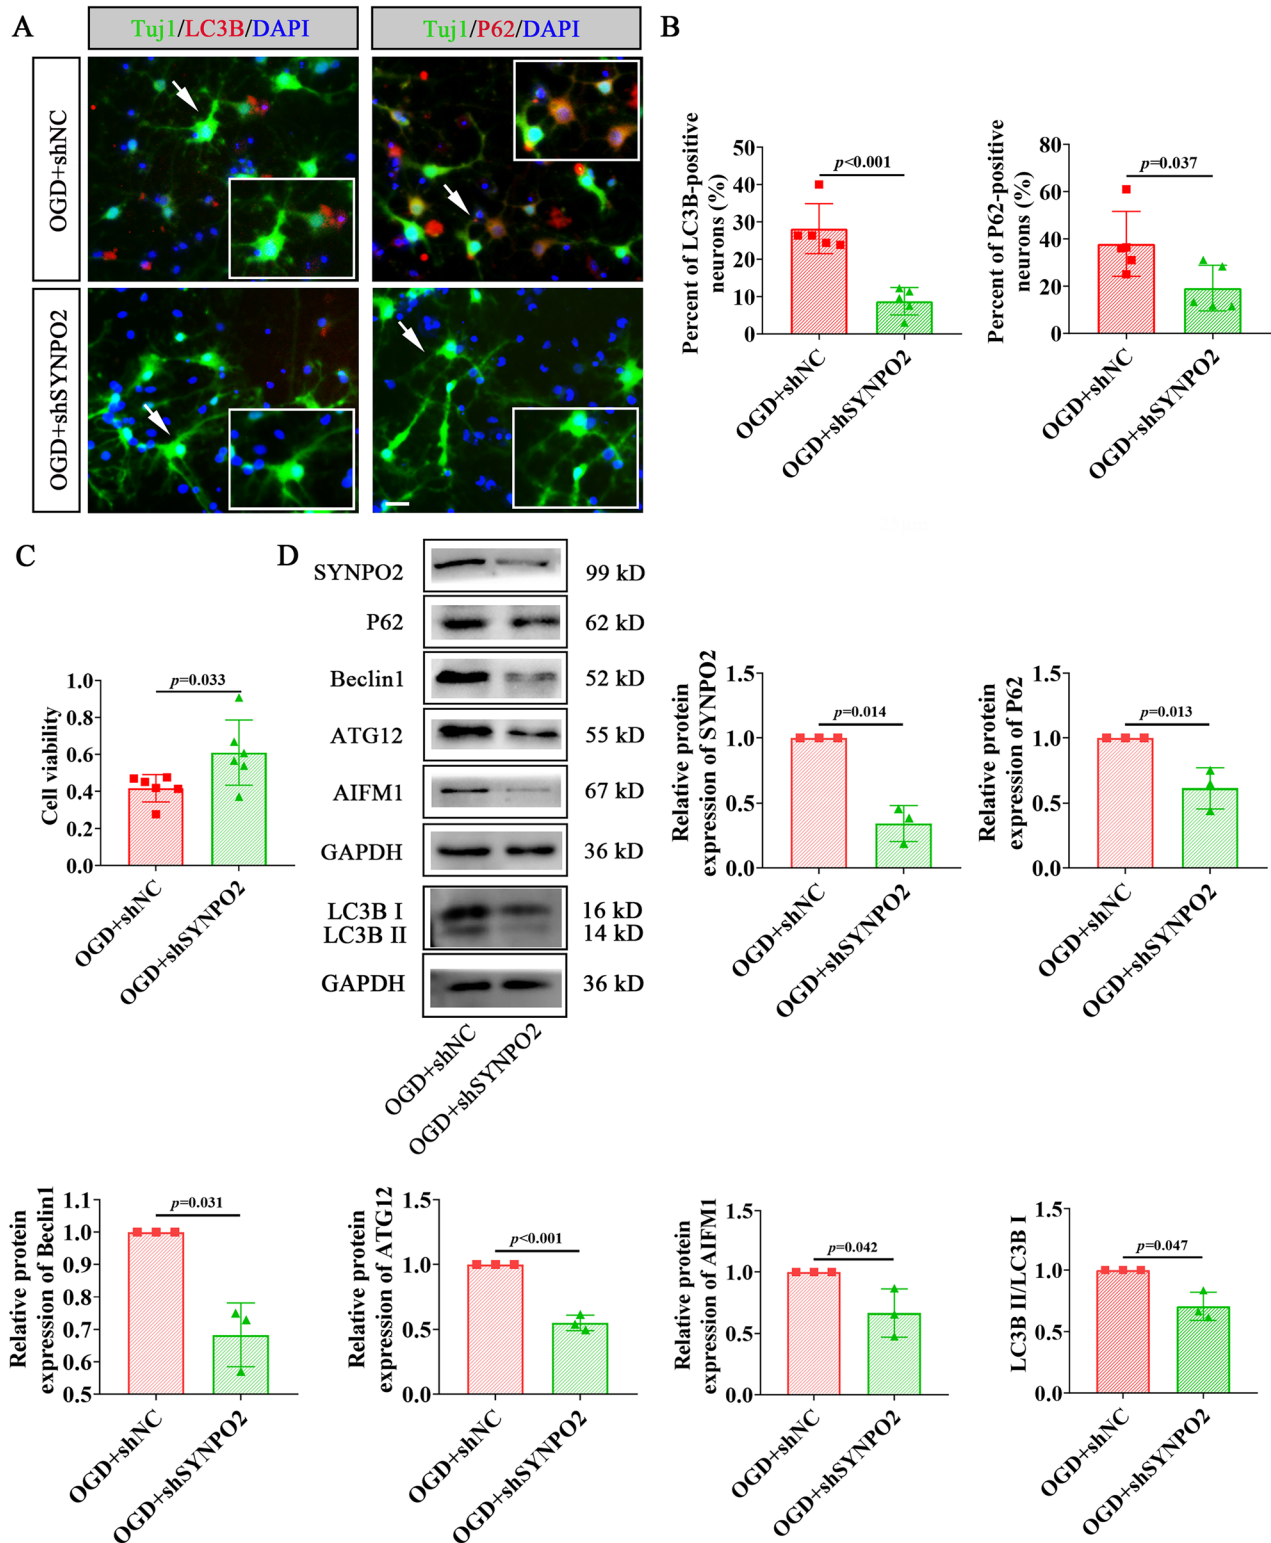 A
Tuj1/LC3B/DAPI
Tuj1/P62/DAPI
OGD+shNC
OGD+shSYNPO2
B
Percent of LC3B-positive
neurons (%)
50
40
30
20
10
0
p<0.001
OGD+shNC
OGD+shSYNPO2
Percent of P62-positive
neurons (%)
80
60
40
20
0
p=0.037
OGD+shNC
OGD+shSYNPO2
C
Cell viability
1.0
0.8
0.6
0.4
0.2
0.0
p=0.033
OGD+shNC
OGD+shSYNPO2
D
SYNPO2 99 kD
P62 62 kD
Beclin1 52 kD
ATG12 55 kD
AIFM1 67 kD
GAPDH 36 kD
LC3B I 16 kD
LC3B II 14 kD
GAPDH 36 kD
OGD+shNC
OGD+shSYNPO2
Relative protein
expression of SYNPO2
1.5
1.0
0.5
0.0
p=0.014
OGD+shNC
OGD+shSYNPO2
Relative protein
expression of P62
1.5
1.0
0.5
0.0
p=0.013
OGD+shNC
OGD+shSYNPO2
Relative protein
expression of Beclin1
1.1
1.0
0.9
0.8
0.7
0.6
0.5
p=0.031
OGD+shNC
OGD+shSYNPO2
Relative protein
expression of ATG12
1.5
1.0
0.5
0.0
p<0.001
OGD+shNC
OGD+shSYNPO2
Relative protein
expression of AIFM1
1.5
1.0
0.5
0.0
p=0.042
OGD+shNC
OGD+shSYNPO2
LC3B II/LC3B I
1.5
1.0
0.5
0.0
p=0.047
OGD+shNC
OGD+shSYNPO2